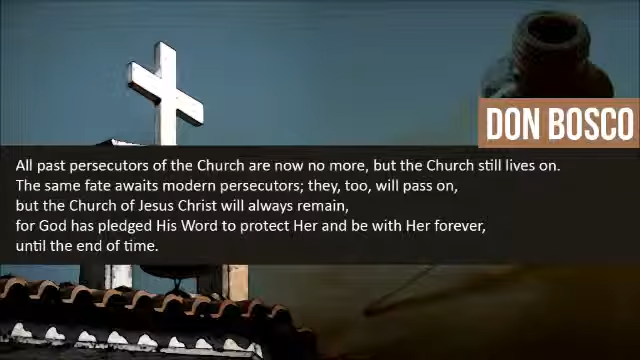 DON BOSCO
All past persecutors of the Church are now no more, but the Church still lives on.
The same fate awaits modern persecutors; they, too, will pass on,
but the Church of Jesus Christ will always remain,
for God has pledged His Word to protect Her and be with Her forever,
until the end of time.